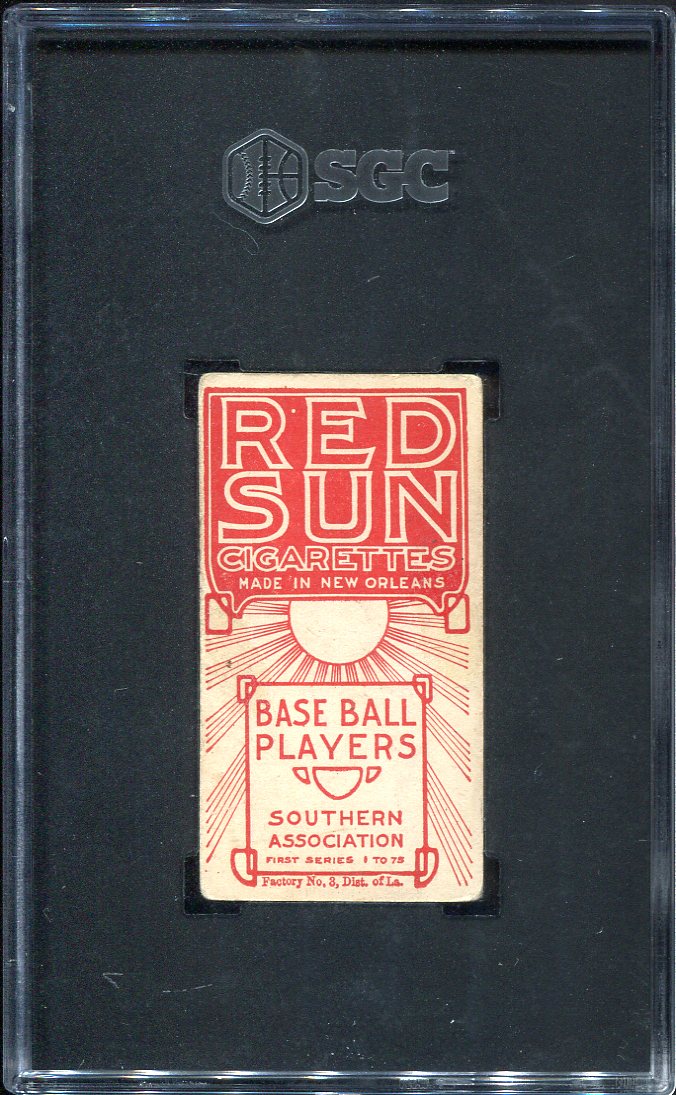 SGC
RED
SUN
CIGARETTES
MADE IN NEW ORLEANS
BASE BALL
PLAYERS
SOUTHERN
ASSOCIATION
FIRST SERIES 1 TO 75
Factory No. 3, Dist. of La.